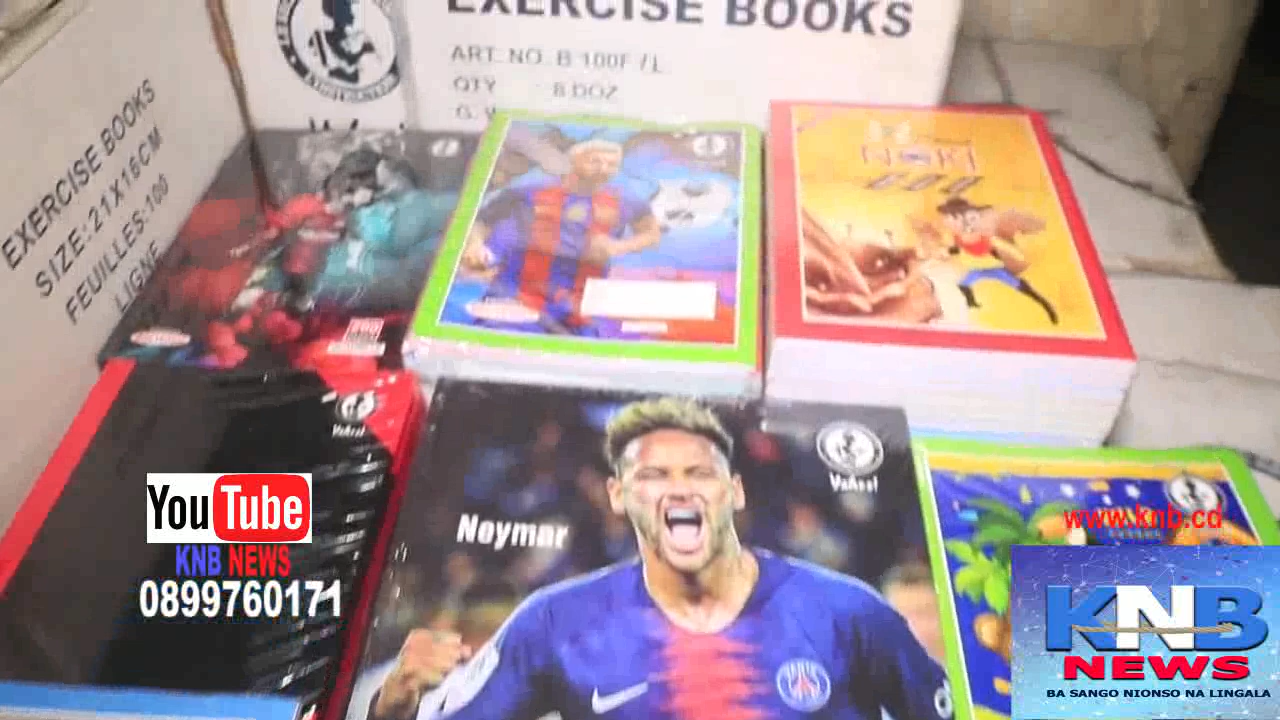 EXERCISE BOOKS
ART. NO. B 100F / L
QTY : 8 DOZ
G. W
EXERCISE BOOKS
SIZE: 21X16CM
FEUILLES:100
LIGNE
Neymar
YouTube
KNB NEWS
0899760171
www.knb.cd
KNB
NEWS
BA SANGO NIONSO NA LINGALA